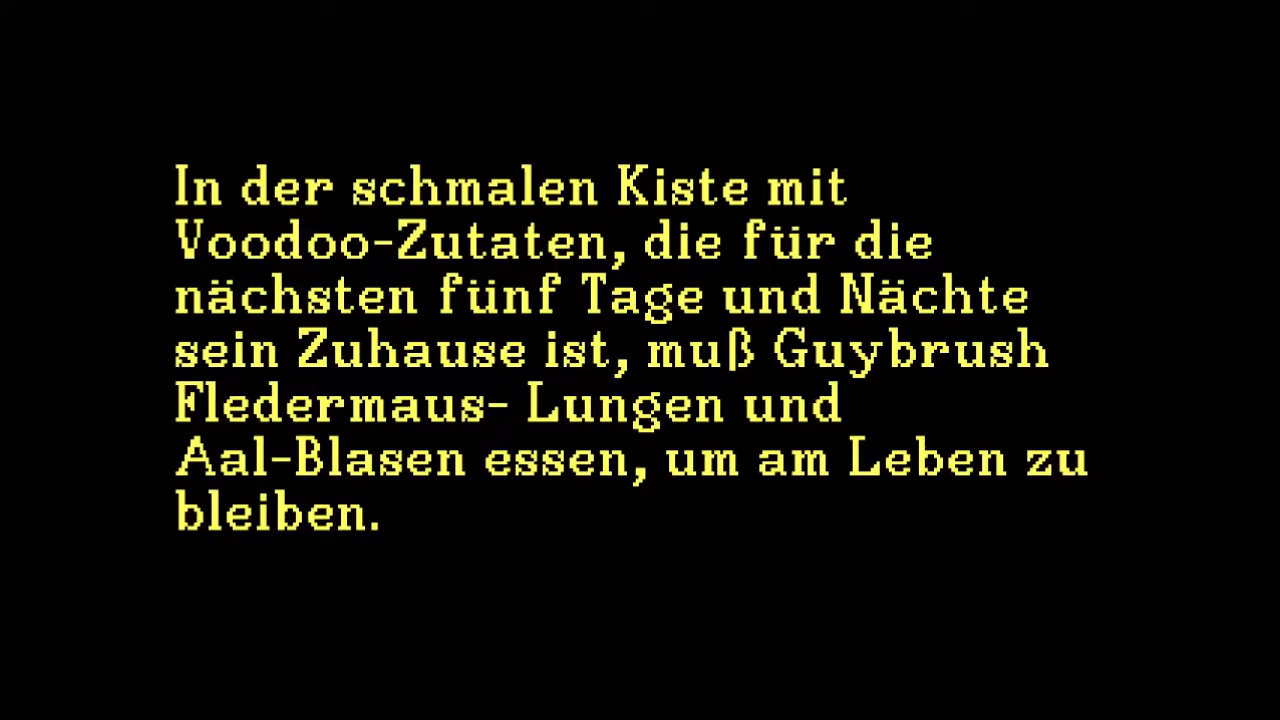 In der schmalen Kiste mit
Voodoo-Zutaten, die für die
nächsten fünf Tage und Nächte
sein Zuhause ist, muß Guybrush
Fledermaus- Lungen und
Aal-Blasen essen, um am Leben zu
bleiben.